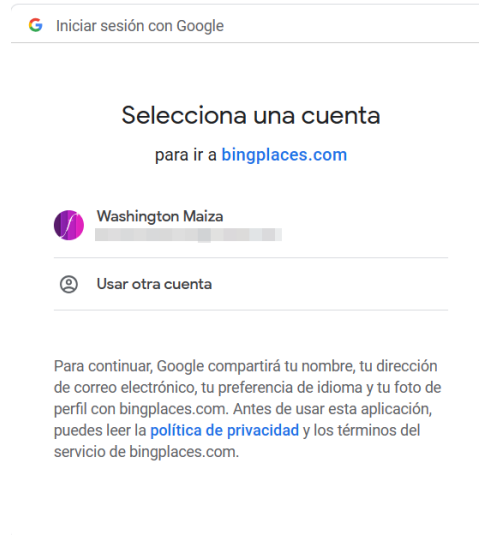 Iniciar sesión con Google
Selecciona una cuenta
para ir a bingplaces.com
Washington Maiza
Usar otra cuenta
Para continuar, Google compartirá tu nombre, tu dirección
de correo electrónico, tu preferencia de idioma y tu foto de
perfil con bingplaces.com. Antes de usar esta aplicación,
puedes leer la política de privacidad y los términos del
servicio de bingplaces.com.